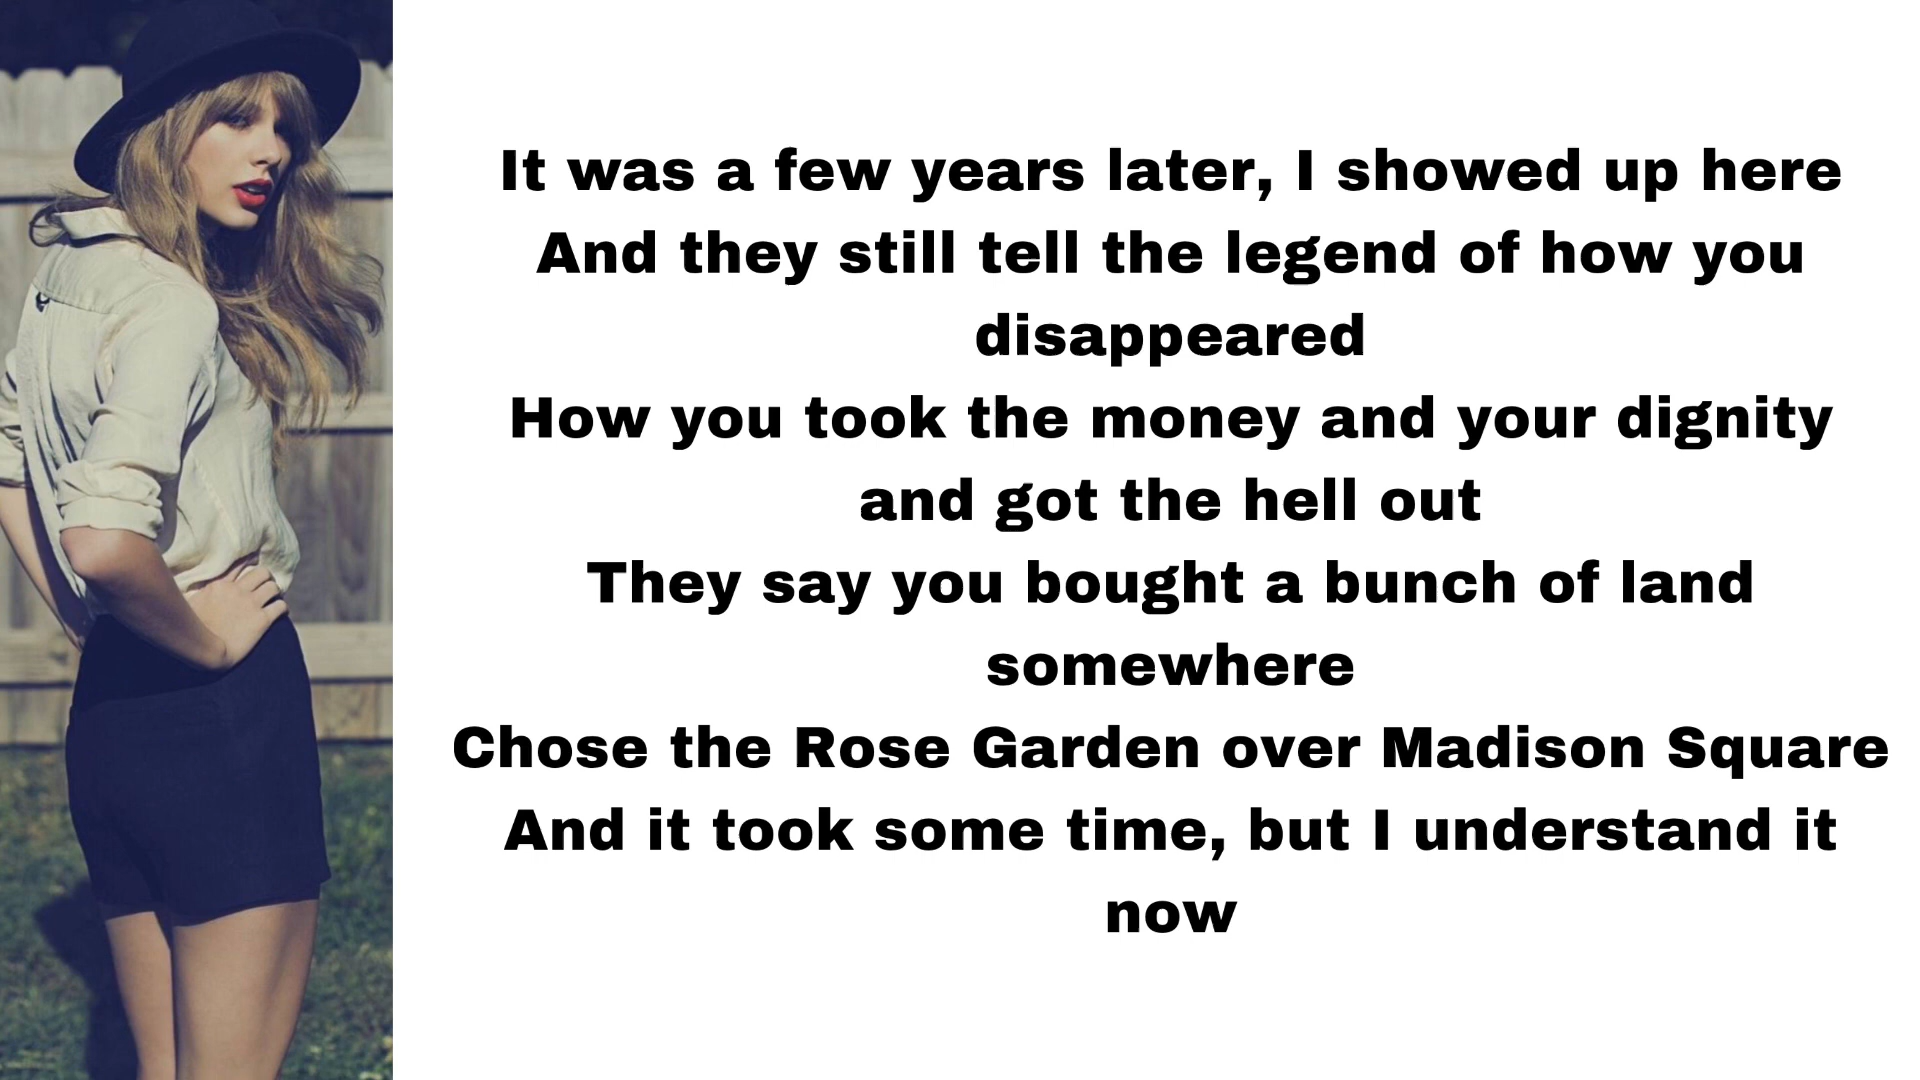 It was a few years later, I showed up here
And they still tell the legend of how you
disappeared
How you took the money and your dignity
and got the hell out
They say you bought a bunch of land
somewhere
Chose the Rose Garden over Madison Square
And it took some time, but I understand it
now